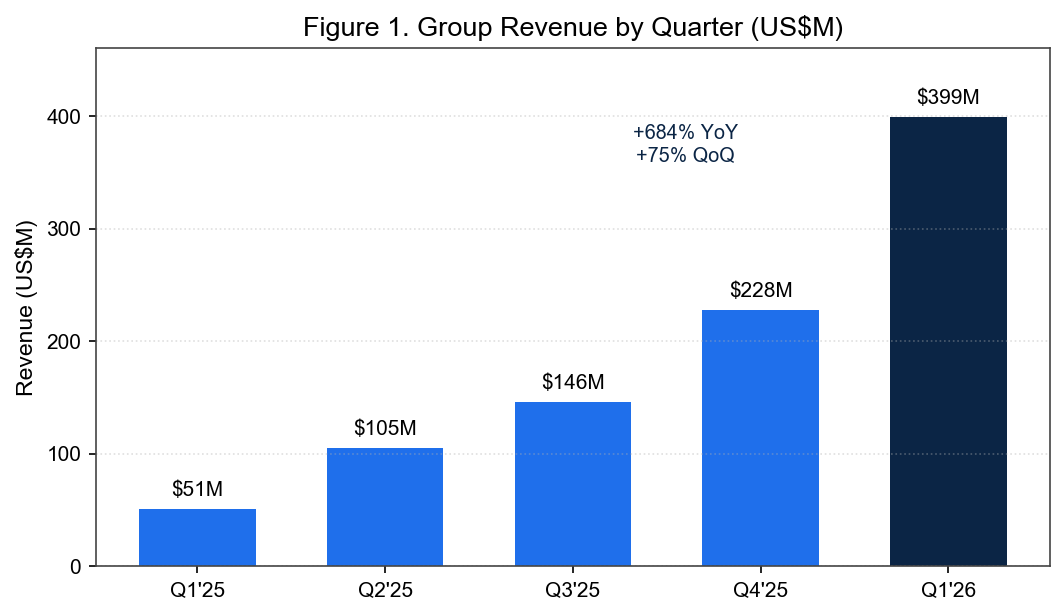 Figure 1. Group Revenue by Quarter (US$M)
Revenue (US$M)
400
300
200
100
0
$51M
$105M
$146M
$228M
$399M
+684% YoY
+75% QoQ
Q1'25
Q2'25
Q3'25
Q4'25
Q1'26